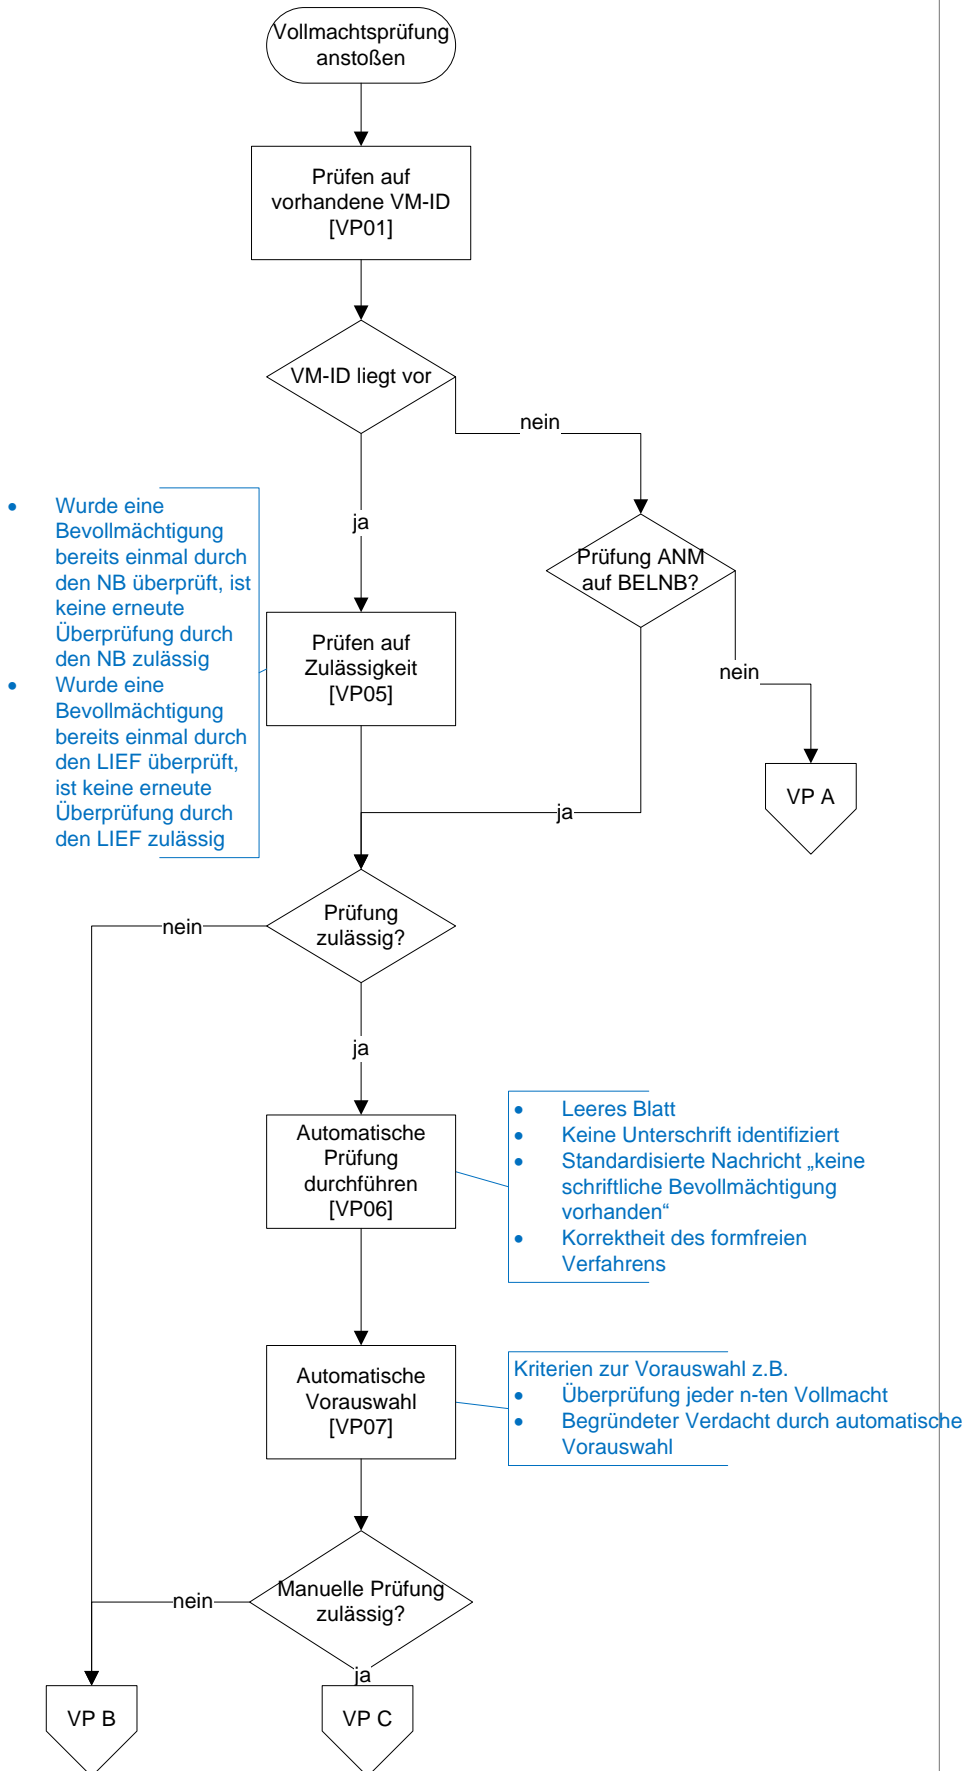 Vollmachtsprüfung
anstoßen
Prüfen auf
vorhandene VM-ID
[VP01]
VM-ID liegt vor
nein
ja
Prüfung ANM
auf BELNB?
• Wurde eine
Bevollmächtigung
bereits einmal durch
den NB überprüft, ist
keine erneute
Überprüfung durch
den NB zulässig
• Wurde eine
Bevollmächtigung
bereits einmal durch
den LIEF überprüft,
ist keine erneute
Überprüfung durch
den LIEF zulässig
Prüfen auf
Zulässigkeit
[VP05]
nein
VP A
ja
Prüfung
zulässig?
nein
ja
Automatische
Prüfung
durchführen
[VP06]
• Leeres Blatt
• Keine Unterschrift identifiziert
• Standardisierte Nachricht „keine
schriftliche Bevollmächtigung
vorhanden“
• Korrektheit des formfreien
Verfahrens
Automatische
Vorauswahl
[VP07]
Kriterien zur Vorauswahl z.B.
• Überprüfung jeder n-ten Vollmacht
• Begründeter Verdacht durch automatische
Vorauswahl
Manuelle Prüfung
zulässig?
nein
ja
VP B
VP C